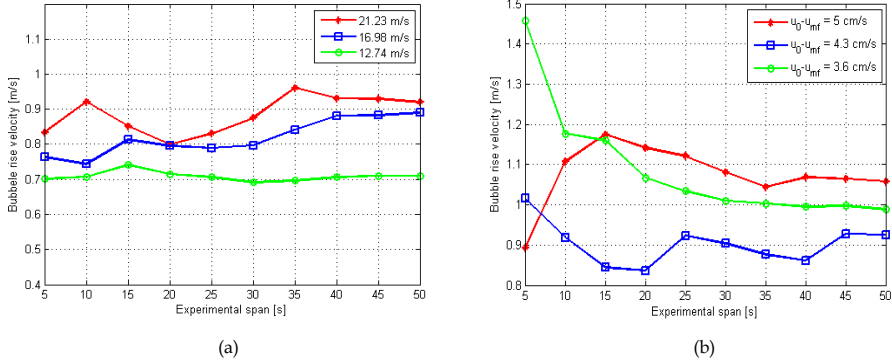 21.23 m/s
16.98 m/s
12.74 m/s
Bubbele rise velocity [m/s]
1.1
1
0.9
0.8
0.7
0.6
0.5
0.4
5 10 15 20 25 30 35 40 45 50
Experimental span [s]
(a)
u0-umf = 5 cm/s
u0-umf = 4.3 cm/s
u0-umf = 3.6 cm/s
Bubble rise velocity [m/s]
1.5
1.4
1.3
1.2
1.1
1
0.9
0.8
5 10 15 20 25 30 35 40 45 50
Experimental span [s]
(b)